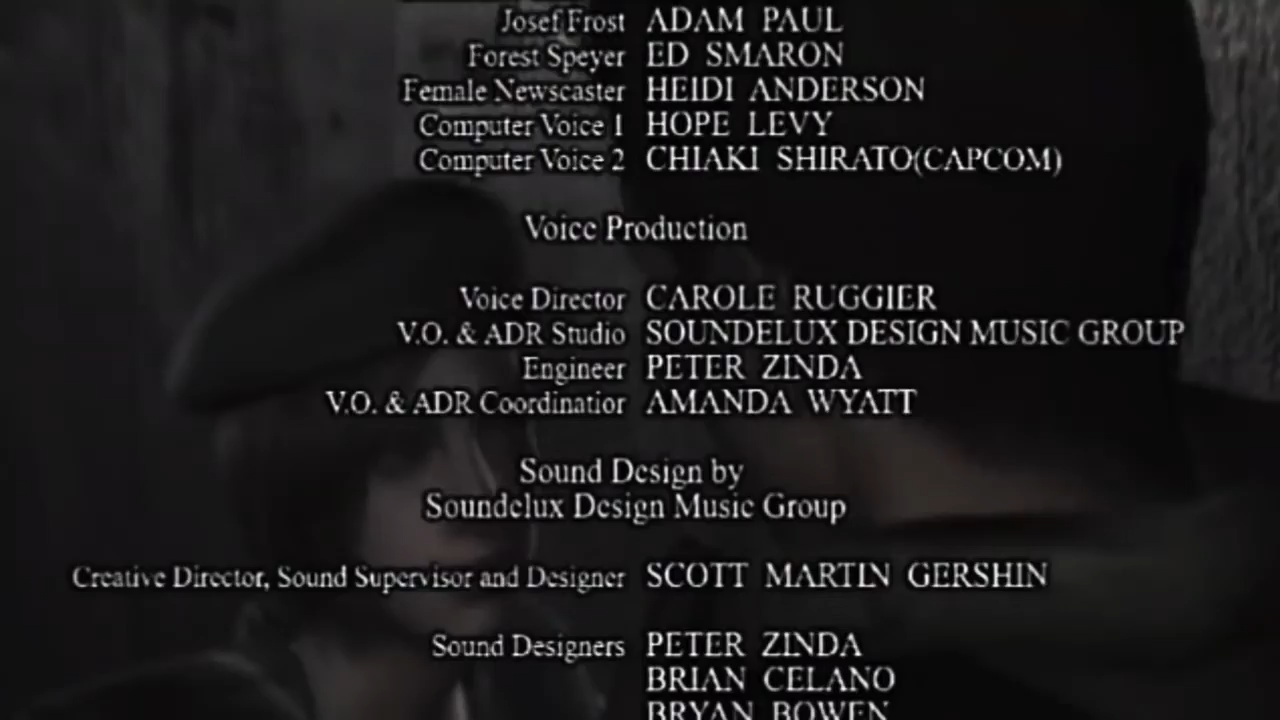 Josef Frost ADAM PAUL
Forest Speyer ED SMARON
Female Newscaster HEIDI ANDERSON
Computer Voice 1 HOPE LEVY
Computer Voice 2 CHIAKI SHIRATO(CAPCOM)
Voice Production
Voice Director CAROLE RUGGIER
V.O. & ADR Studio SOUNDELUX DESIGN MUSIC GROUP
Engineer PETER ZINDA
V.O. & ADR Coordinatior AMANDA WYATT
Sound Design by
Soundelux Design Music Group
Creative Director, Sound Supervisor and Designer SCOTT MARTIN GERSHIN
Sound Designers PETER ZINDA
BRIAN CELANO
BRYAN BOWEN